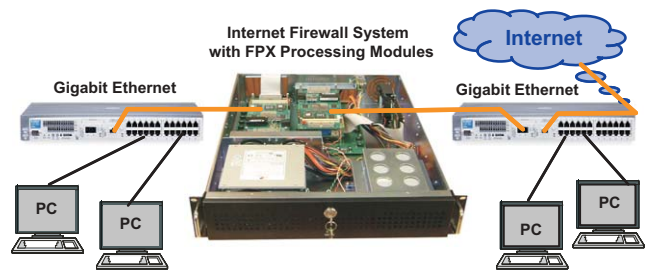 Internet Firewall System
with FPX Processing Modules
Internet
Gigabit Ethernet
Gigabit Ethernet
PC
PC
PC
PC